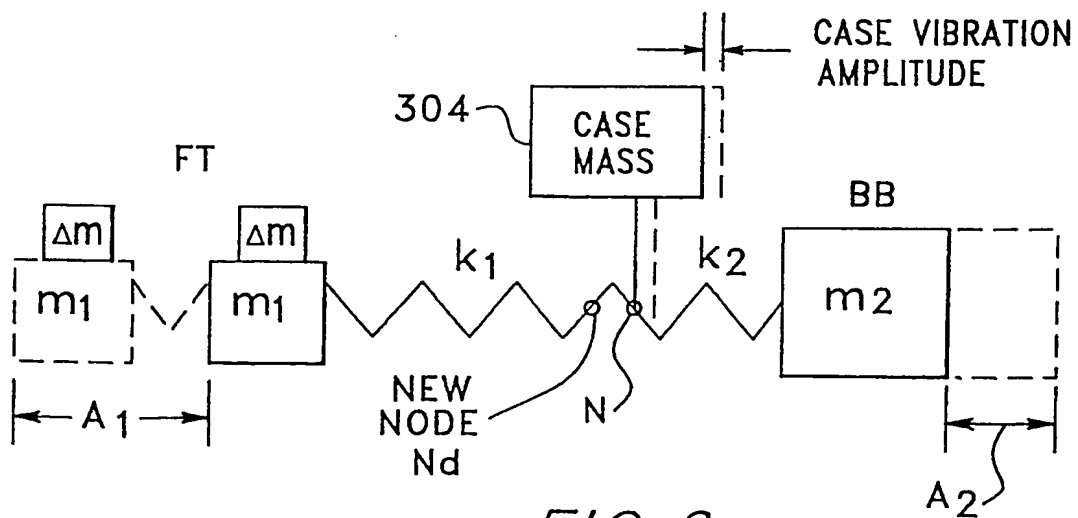 CASE VIBRATION
AMPLITUDE
304
CASE
MASS
FT
BB
Δm
Δm
m1
m1
k1
k2
m2
A1
NEW
NODE
Nd
N
A2